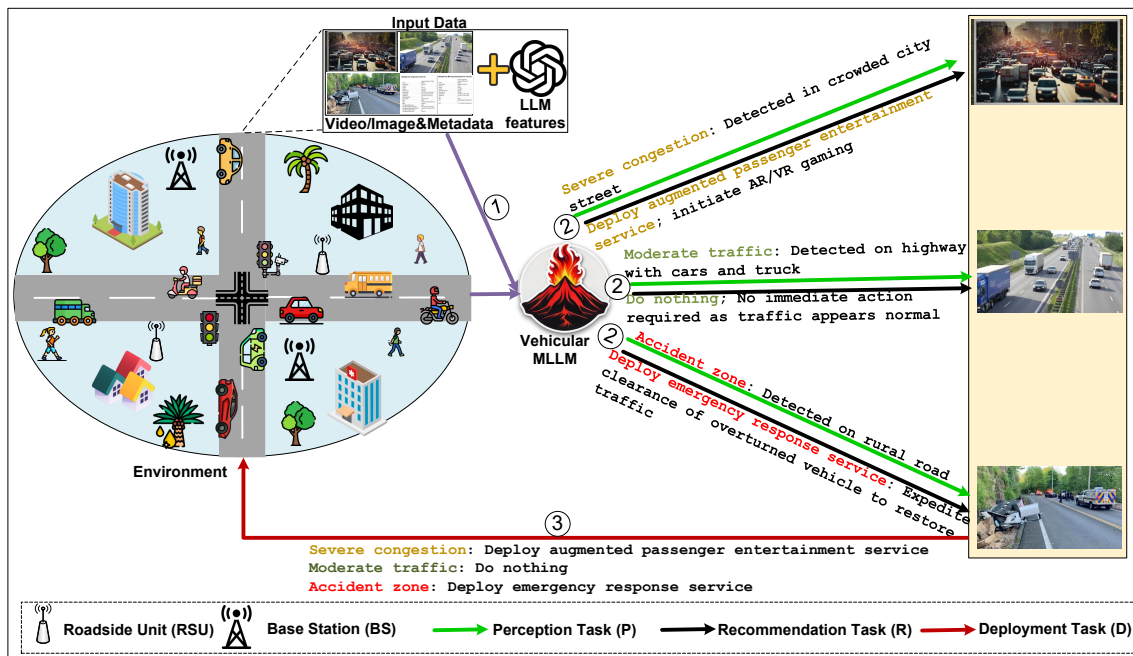 Input Data
LLM
features
Video/Image&Metadata
1
Severe congestion: Detected in crowded city
street
Deploy augmented passenger entertainment
service; initiate AR/VR gaming
2
Moderate traffic: Detected on highway
with cars and truck
2
Do nothing; No immediate action
required as traffic appears normal
Vehicular
MLLM
2
Accident zone: Detected on rural road
Deploy emergency response service: Expedite
clearance of overturned vehicle to restore
traffic
Environment
3
Severe congestion: Deploy augmented passenger entertainment service
Moderate traffic: Do nothing
Accident zone: Deploy emergency response service
Roadside Unit (RSU)
Base Station (BS)
Perception Task (P)
Recommendation Task (R)
Deployment Task (D)